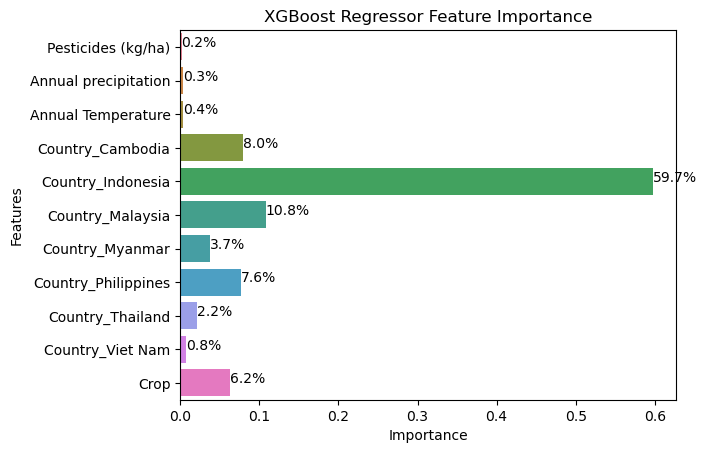 XGBoost Regressor Feature Importance
Pesticides (kg/ha) 0.2%
Annual precipitation 0.3%
Annual Temperature 0.4%
Country_Cambodia 8.0%
Country_Indonesia 59.7%
Country_Malaysia 10.8%
Country_Myanmar 3.7%
Country_Philippines 7.6%
Country_Thailand 2.2%
Country_Viet Nam 0.8%
Crop 6.2%
Features
0.0 0.1 0.2 0.3 0.4 0.5 0.6
Importance